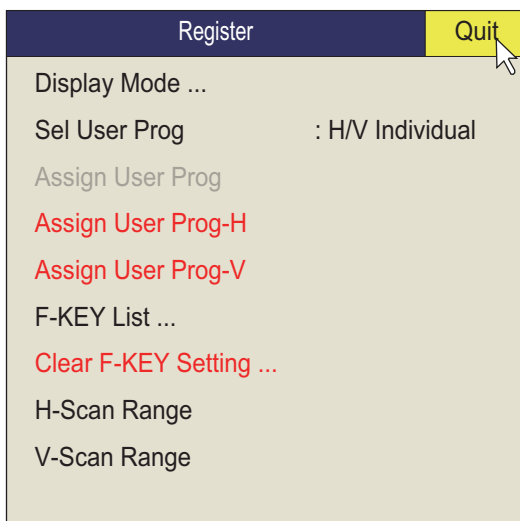 Register Quit
Display Mode ...
Sel User Prog : H/V Individual
Assign User Prog
Assign User Prog-H
Assign User Prog-V
F-KEY List ...
Clear F-KEY Setting ...
H-Scan Range
V-Scan Range